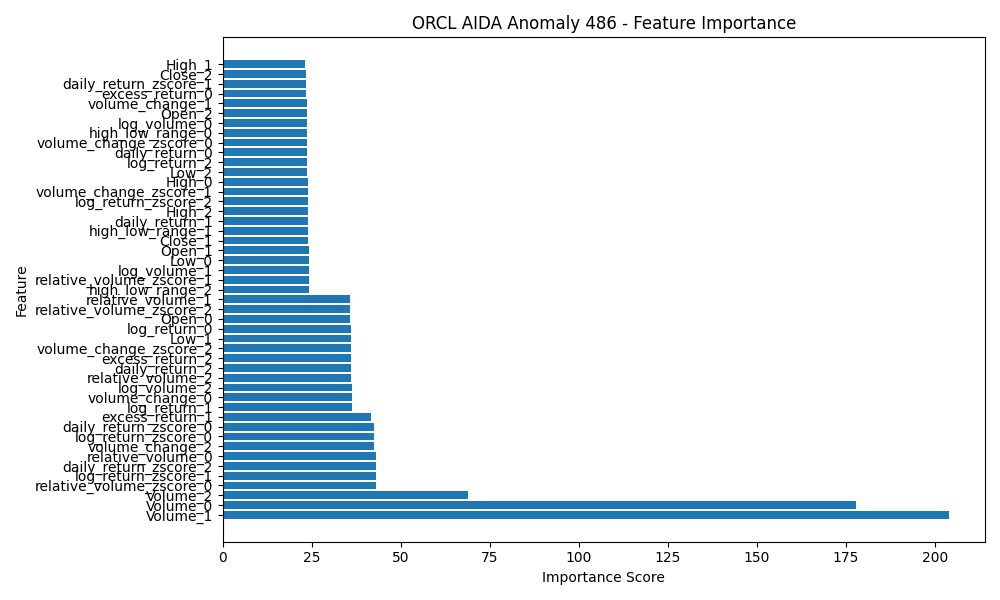 ORCL AIDA Anomaly 486 - Feature Importance
High_1
Close_2
daily_return_zscore_1
excess_return_0
volume_change_1
Open_2
log_volume_0
high_low_range_0
volume_change_zscore_0
daily_return_0
log_return_2
Low_2
High_0
volume_change_zscore_1
log_return_zscore_2
High_2
daily_return_1
high_low_range_1
Close_1
Open_1
Low_0
log_volume_1
relative_volume_zscore_1
high_low_range_2
relative_volume_1
relative_volume_zscore_2
Open_0
log_return_0
Low_1
volume_change_zscore_2
excess_return_2
daily_return_2
relative_volume_2
log_volume_2
volume_change_0
log_return_1
excess_return_1
daily_return_zscore_0
log_return_zscore_0
volume_change_2
relative_volume_0
daily_return_zscore_2
log_return_zscore_1
relative_volume_zscore_0
Volume_2
Volume_0
Volume_1
Feature
0 25 50 75 100 125 150 175 200
Importance Score